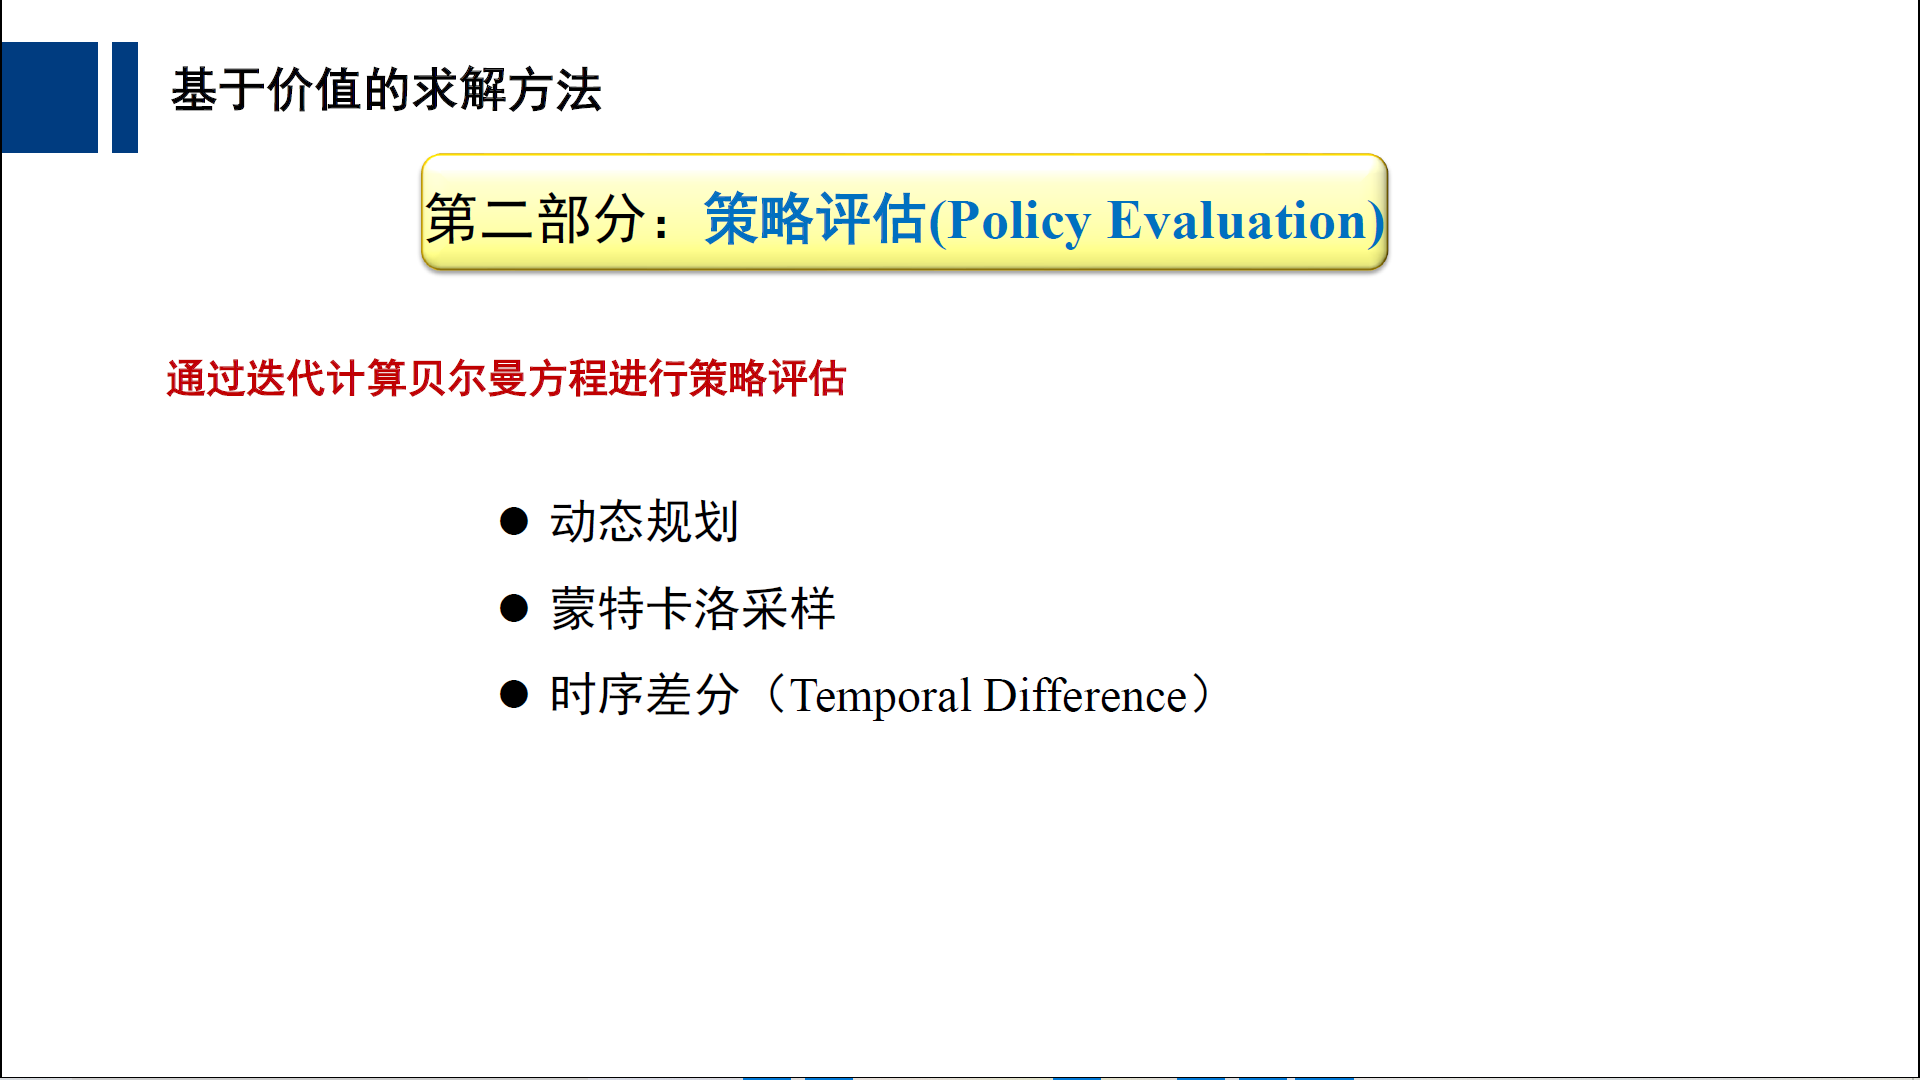 基于价值的求解方法
第二部分：策略评估(Policy Evaluation)
通过迭代计算贝尔曼方程进行策略评估
● 动态规划
● 蒙特卡洛采样
● 时序差分（Temporal Difference）